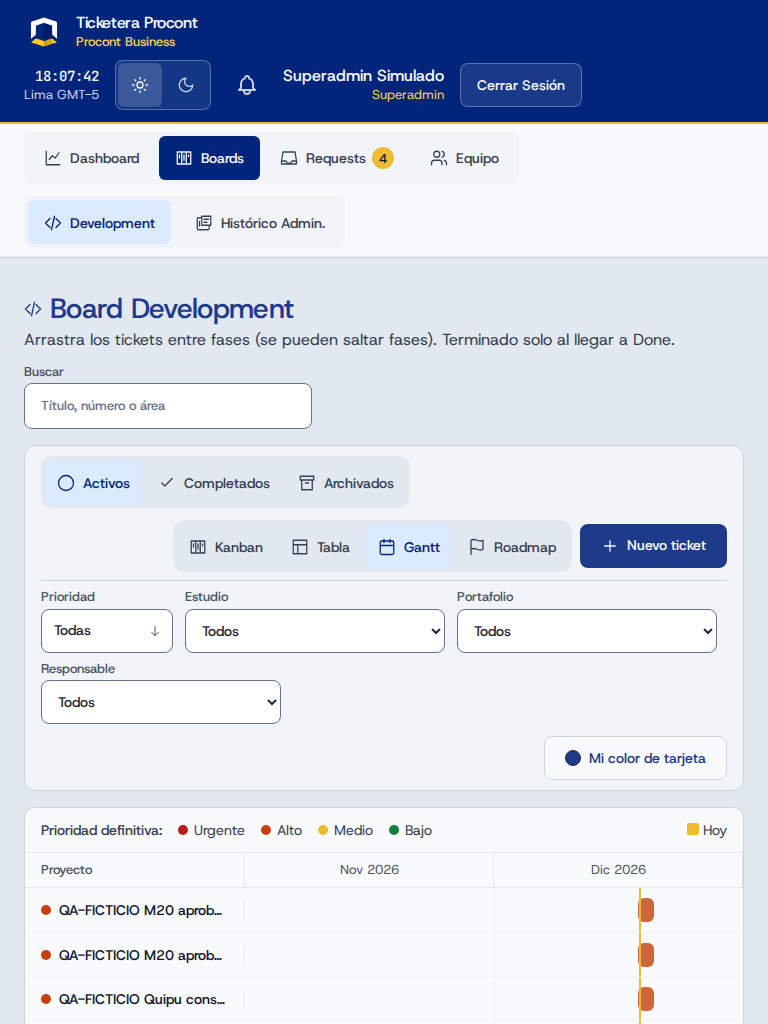 Ticketera Procont
Procont Business
18:07:42
Lima GMT-5
Superadmin Simulado
Superadmin
Cerrar Sesión
Dashboard
Boards
Requests 4
Equipo
Development
Histórico Admin.
Board Development
Arrastra los tickets entre fases (se pueden saltar fases). Terminado solo al llegar a Done.
Buscar
Título, número o área
Activos
Completados
Archivados
Kanban
Tabla
Gantt
Roadmap
Nuevo ticket
Prioridad
Estudio
Portafolio
Todas
Todos
Todos
Responsable
Todos
Mi color de tarjeta
Prioridad definitiva: Urgente Alto Medio Bajo Hoy
Proyecto Nov 2026 Dic 2026
QA-FICTICIO M20 aprob...
QA-FICTICIO M20 aprob...
QA-FICTICIO Quipu cons...